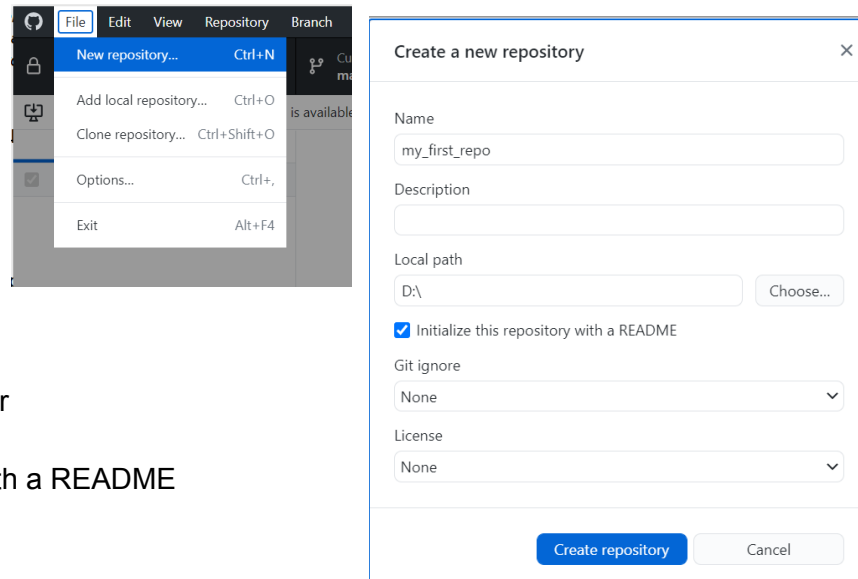 File Edit View Repository Branch
New repository... Ctrl+N
Add local repository... Ctrl+O
is available
Clone repository... Ctrl+Shift+O
Options... Ctrl+,
Exit Alt+F4
r
th a README
Create a new repository
Name
my_first_repo
Description
Local path
D:\
Choose...
Initialize this repository with a README
Git ignore
None
License
None
Create repository
Cancel